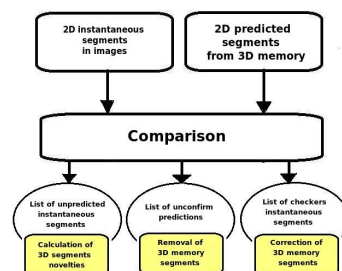 2D instantaneous
segments
in images
2D predicted
segments
from 3D memory
Comparison
List of unpredicted
instantaneous
segments
List of unconfirm
predictions
List of checkers
instantaneous
segments
Calculation of
3D segments
novelties
Removal of
3D memory
segments
Correction of
3D memory
segments